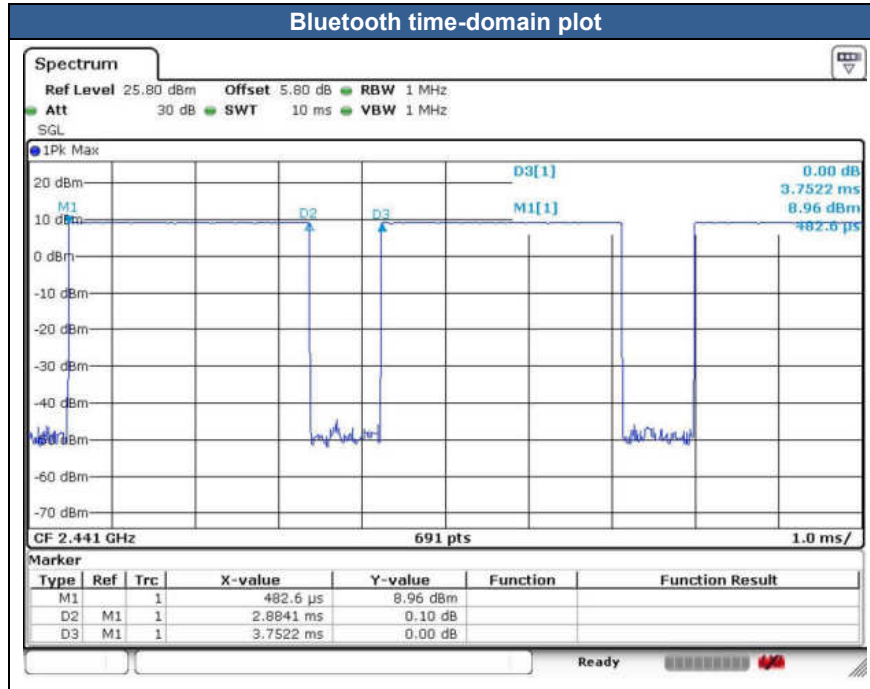 Bluetooth time-domain plot
Spectrum
Ref Level 25.80 dBm Offset 5.80 dB RBW 1 MHz
Att 30 dB SWT 10 ms VBW 1 MHz
SGL
1Pk Max
D3[1] 0.00 dB
3.7522 ms
M1[1] 8.96 dBm
482.6 µs
20 dBm
M1 D2 D3
10 dBm
0 dBm
-10 dBm
-20 dBm
-30 dBm
-40 dBm
-60 dBm
-70 dBm
CF 2.441 GHz 691 pts 1.0 ms/
Marker
Type Ref Trc X-value Y-value Function Function Result
M1 1 482.6 µs 8.96 dBm
D2 M1 1 2.8841 ms 0.10 dB
D3 M1 1 3.7522 ms 0.00 dB
Ready